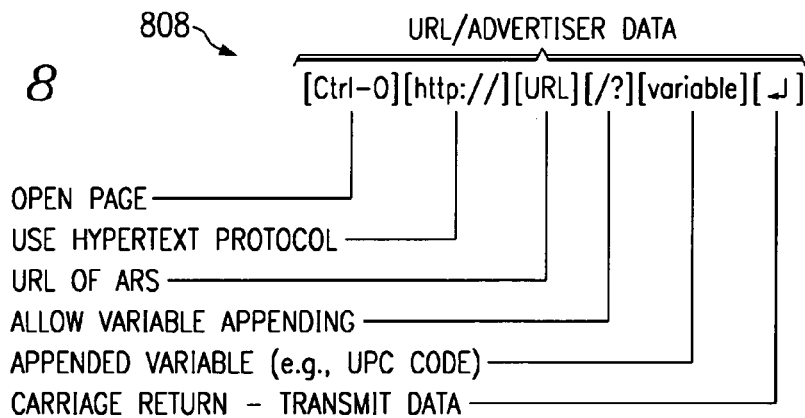 808
URL/ADVERTISER DATA
8
[Ctrl-O][http://][URL][/?][variable][↵]
OPEN PAGE
USE HYPERTEXT PROTOCOL
URL OF ARS
ALLOW VARIABLE APPENDING
APPENDED VARIABLE (e.g., UPC CODE)
CARRIAGE RETURN – TRANSMIT DATA